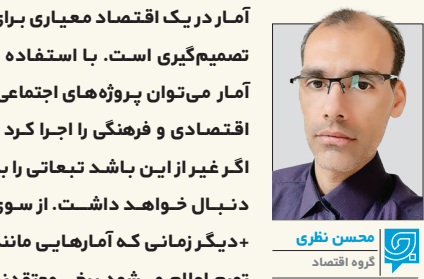 آمار در یک اقتصاد معیاری برای
تصمیم‌گیری است. با استفاده
آمار می‌توان پروژه‌های اجتماعی
اقتصادی و فرهنگی را اجرا کرد
اگر غیر از این باشد تبعاتی را به
دنبال خواهد داشت. از سوی
+دیگر زمانی که آمارهایی مانند
محسن نظری
گروه اقتصاد